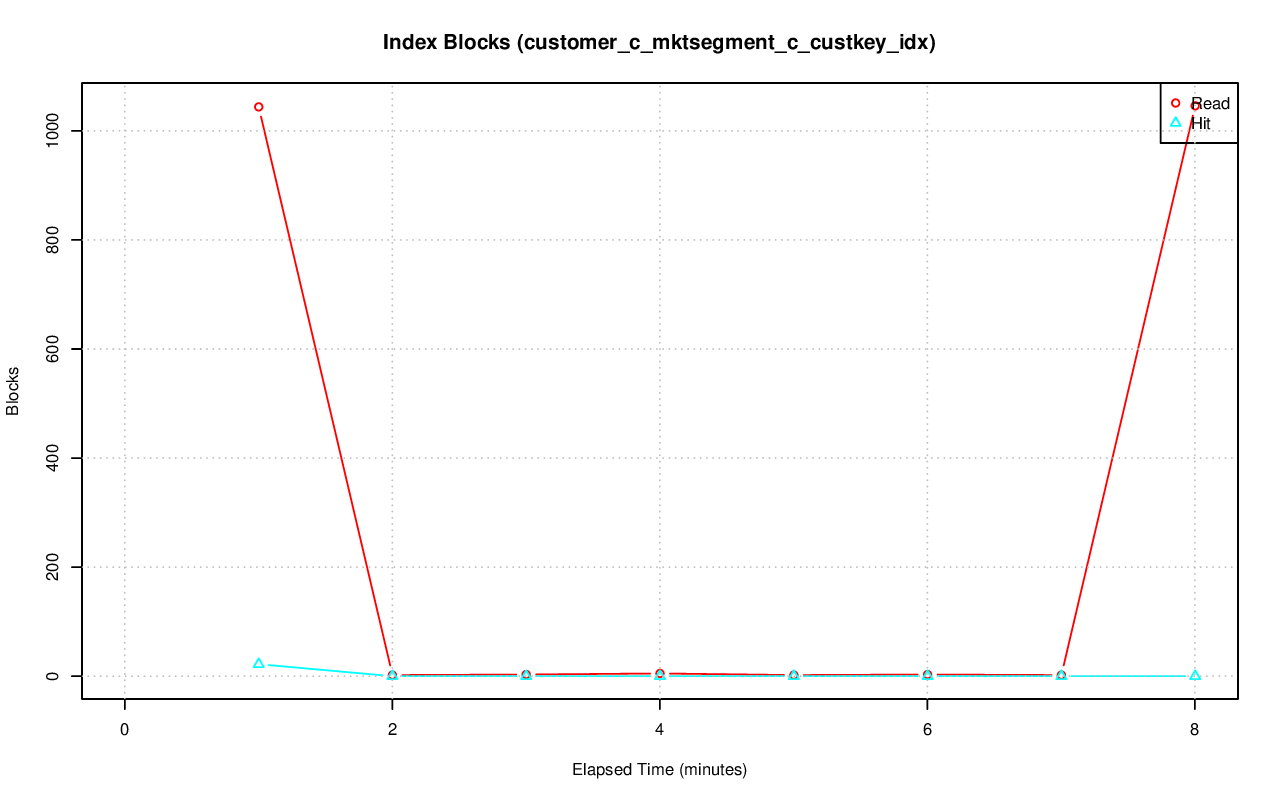 Index Blocks (customer_c_mktsegment_c_custkey_idx)
Read
Hit
1000
800
600
400
200
0
Blocks
0 2 4 6 8
Elapsed Time (minutes)